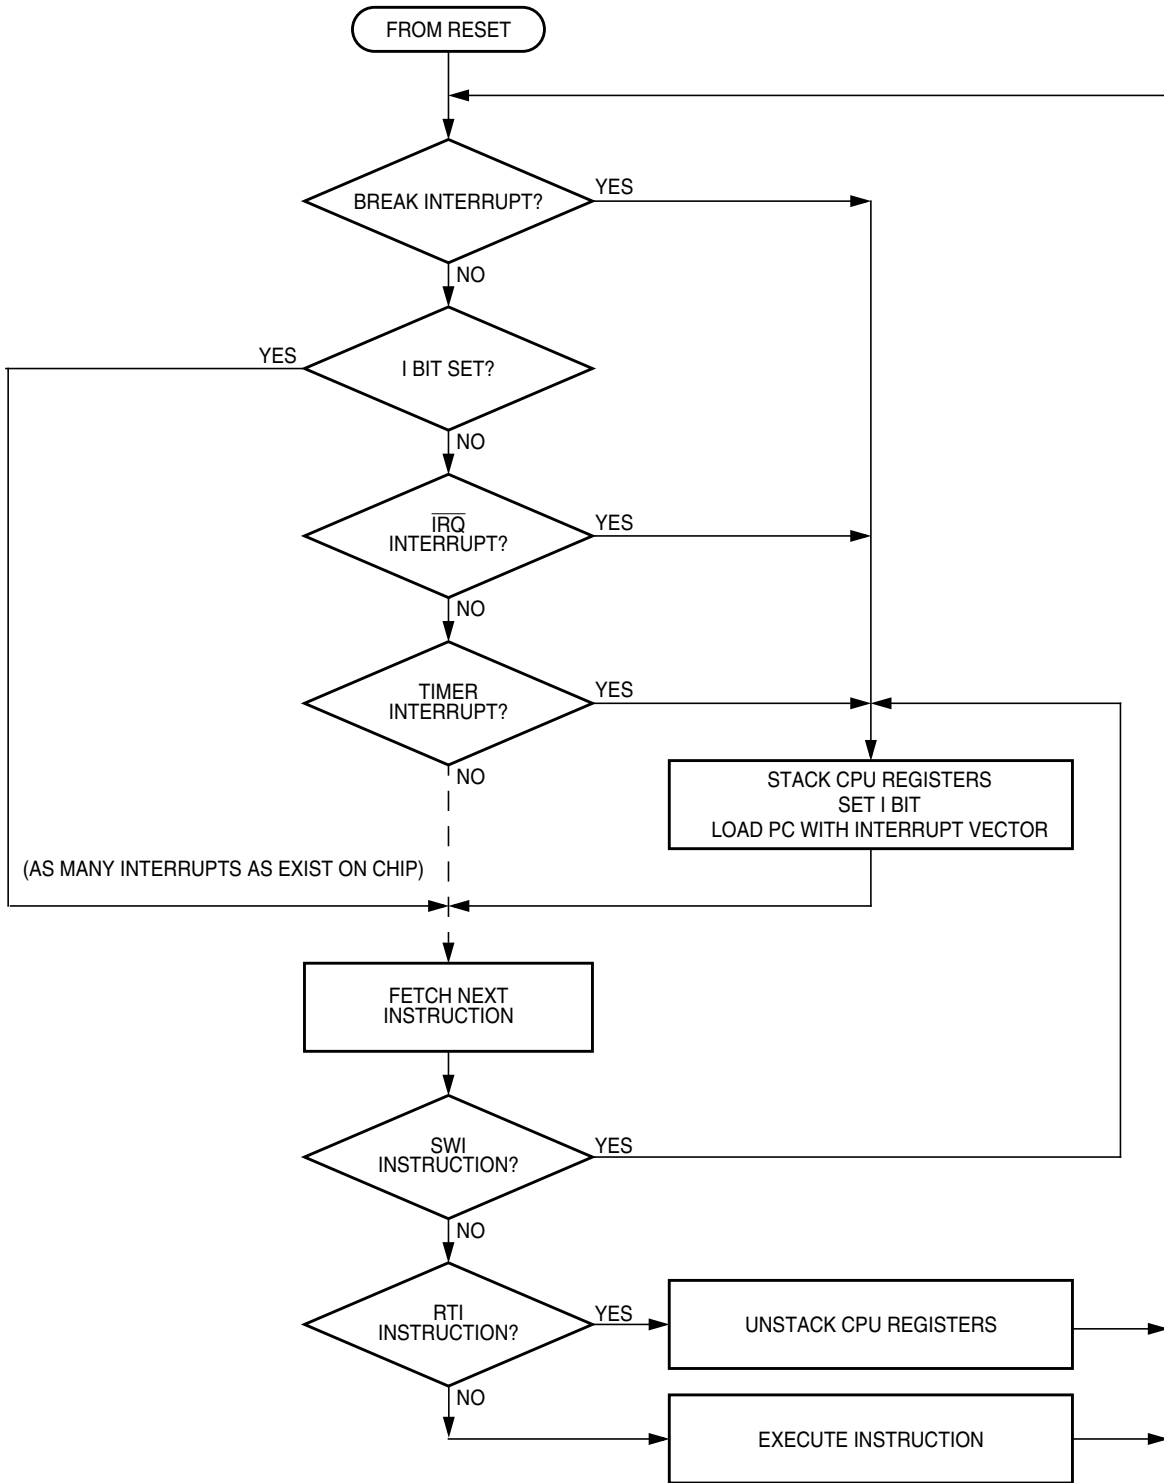 FROM RESET
BREAK INTERRUPT?
YES
NO
YES
I BIT SET?
NO
IRQ
INTERRUPT?
YES
NO
TIMER
INTERRUPT?
YES
NO
STACK CPU REGISTERS
SET I BIT
LOAD PC WITH INTERRUPT VECTOR
(AS MANY INTERRUPTS AS EXIST ON CHIP)
FETCH NEXT
INSTRUCTION
SWI
INSTRUCTION?
YES
NO
RTI
INSTRUCTION?
YES
UNSTACK CPU REGISTERS
NO
EXECUTE INSTRUCTION